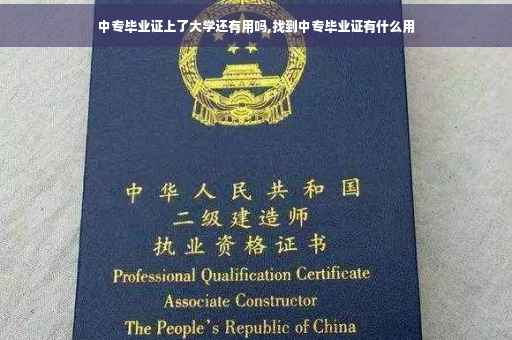 中专毕业证上了大学还有用吗,找到中专毕业证有什么用
中华人民共和国
二级建造师
执业资格证书
Professional Qualification Certificate
Associate Constructor
The People's Republic of China